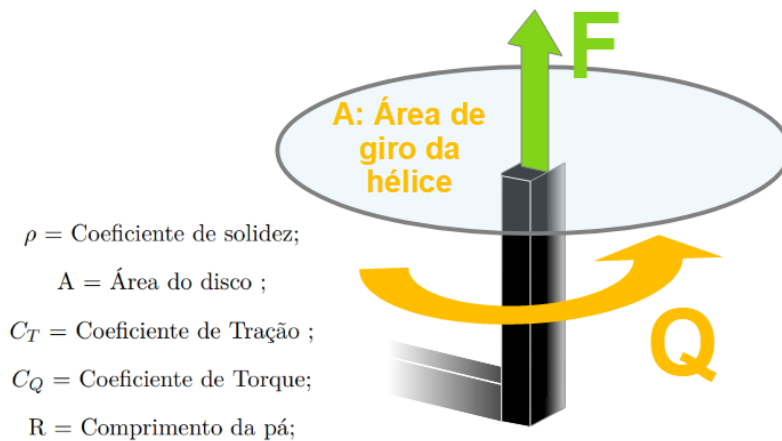 F
A: Área de
giro da
hélice
ρ = Coeficiente de solidez;
A = Área do disco ;
C_T = Coeficiente de Tração ;
C_Q = Coeficiente de Torque;
R = Comprimento da pá;
Q